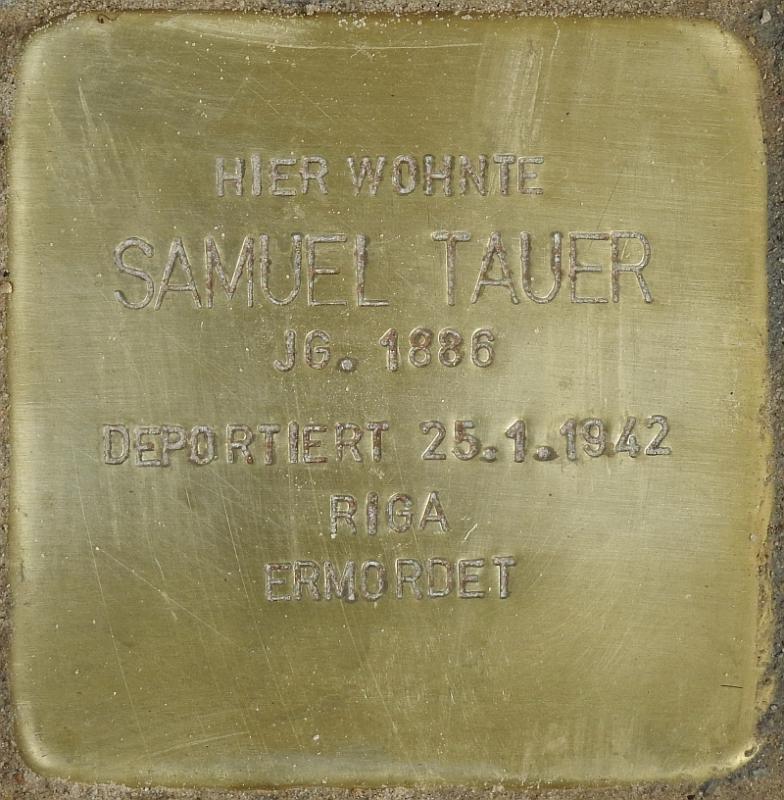 HIER WOHNTE
SAMUEL TAUER
JG. 1886
DEPORTIERT 25.1.1942
RIGA
ERMORDET